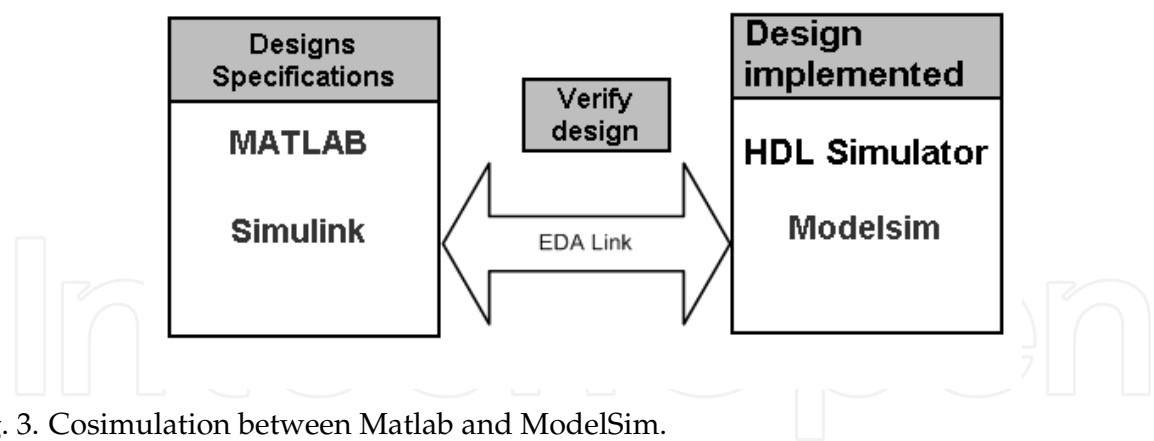 Designs
Specifications
MATLAB
Simulink
Verify
design
EDA Link
Design
implemented
HDL Simulator
Modelsim
IntechOpen
g. 3. Cosimulation between Matlab and ModelSim.